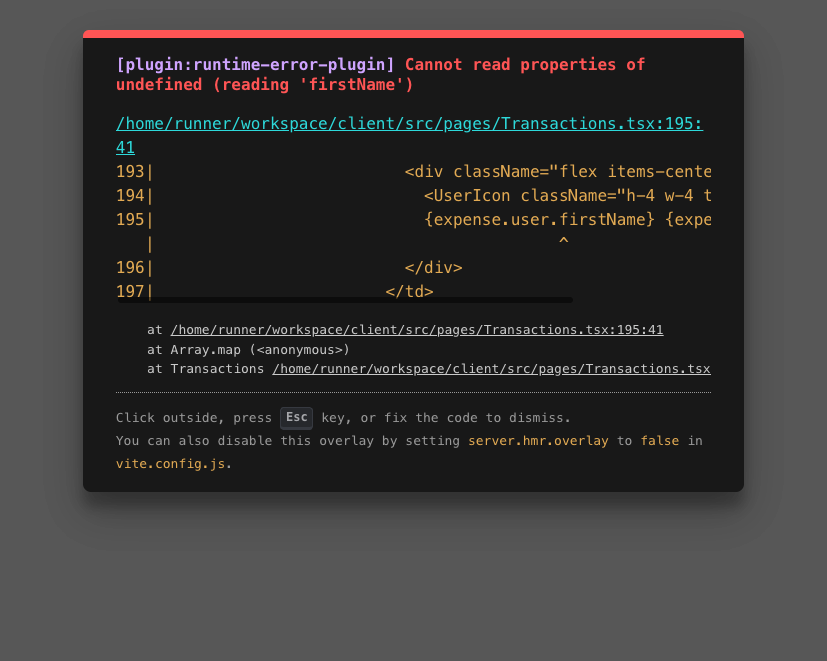 [plugin:runtime-error-plugin] Cannot read properties of
undefined (reading 'firstName')
/home/runner/workspace/client/src/pages/Transactions.tsx:195:
41
193|                          <div className="flex items-cente
194|                            <UserIcon className="h-4 w-4 t
195|                            {expense.user.firstName} {expe
   |                                          ^
196|                          </div>
197|                        </td>
at /home/runner/workspace/client/src/pages/Transactions.tsx:195:41
at Array.map (<anonymous>)
at Transactions /home/runner/workspace/client/src/pages/Transactions.tsx
Click outside, press Esc key, or fix the code to dismiss.
You can also disable this overlay by setting server.hmr.overlay to false in
vite.config.js.